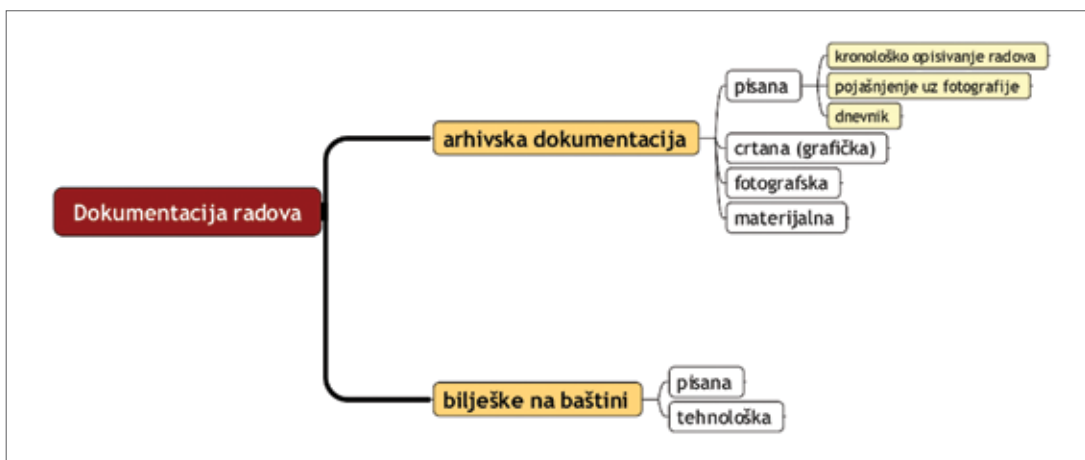 Dokumentacija radova
arhivska dokumentacija
pisana
kronološko opisivanje radova
pojašnjenje uz fotografije
dnevnik
crtana (grafička)
fotografska
materijalna
bilješke na baštini
pisana
tehnološka